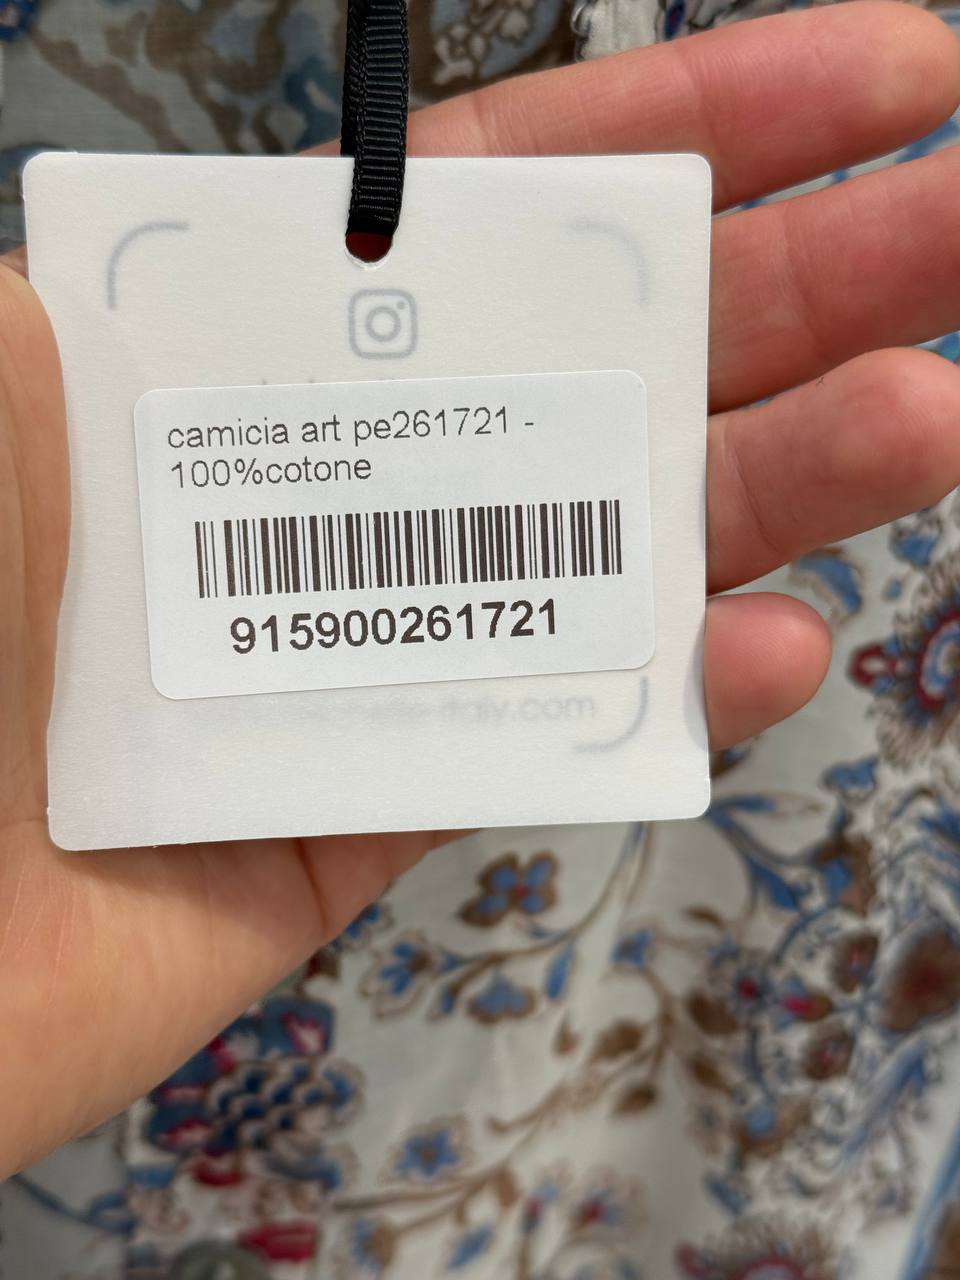 camicia art pe261721 -
100%cotone
915900261721